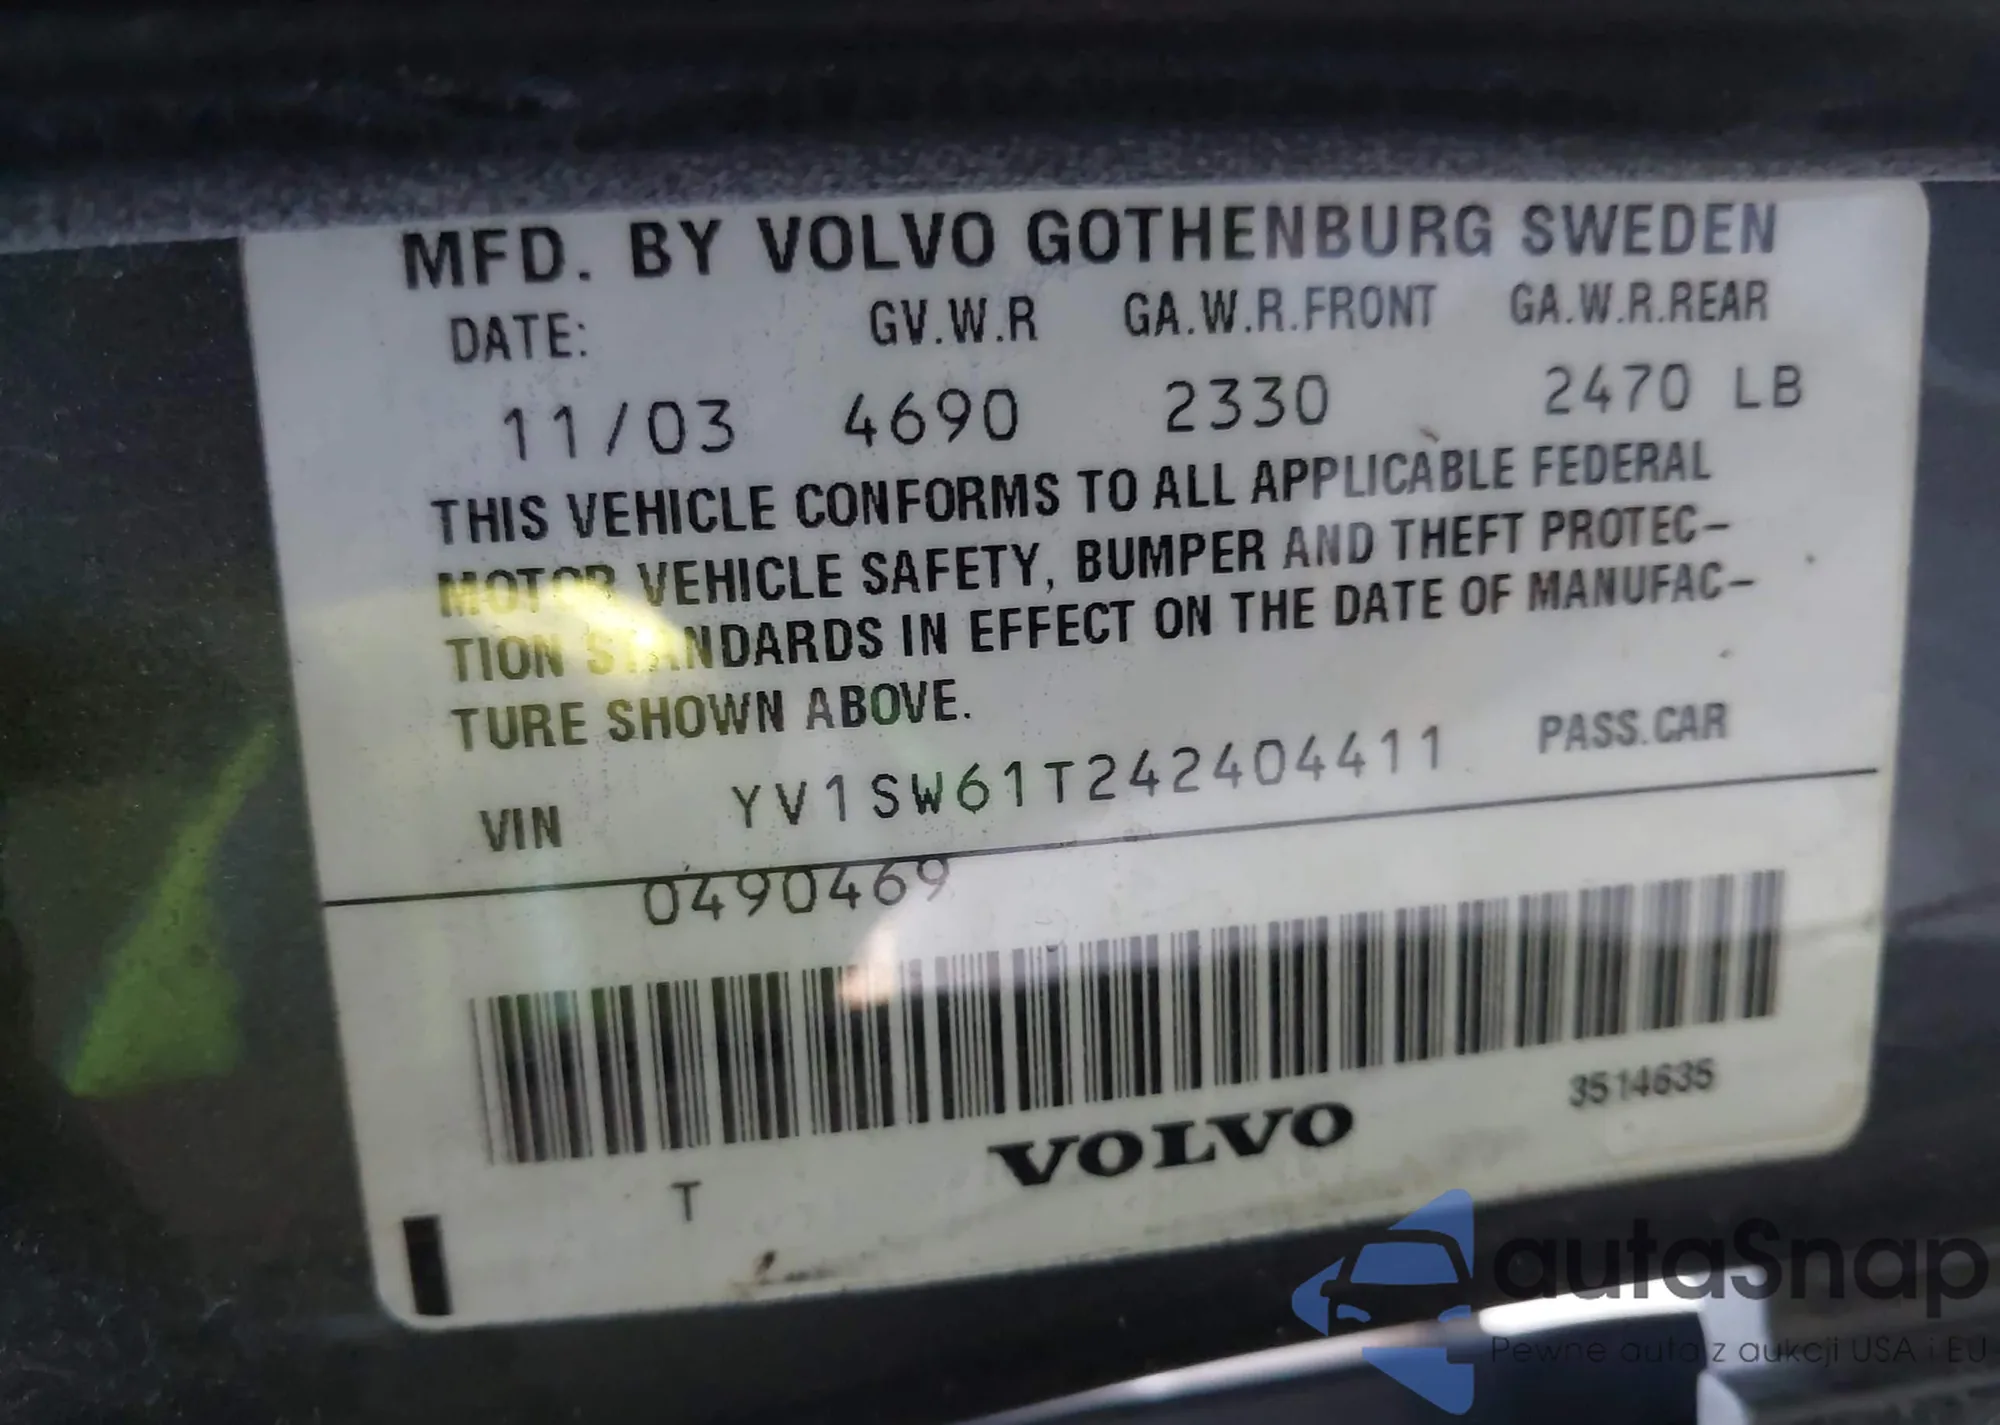 MFD. BY VOLVO GOTHENBURG SWEDEN
DATE: GV.W.R GA.W.R.FRONT GA.W.R.REAR
11/03 4690 2330 2470 LB
THIS VEHICLE CONFORMS TO ALL APPLICABLE FEDERAL
MOTOR VEHICLE SAFETY, BUMPER AND THEFT PROTEC-
TION STANDARDS IN EFFECT ON THE DATE OF MANUFAC-
TURE SHOWN ABOVE.
VIN YV1SW61T242404411 PASS.CAR
0490469
3514635
VOLVO
T
autaSnap
Pewne auta z aukcji USA i EU